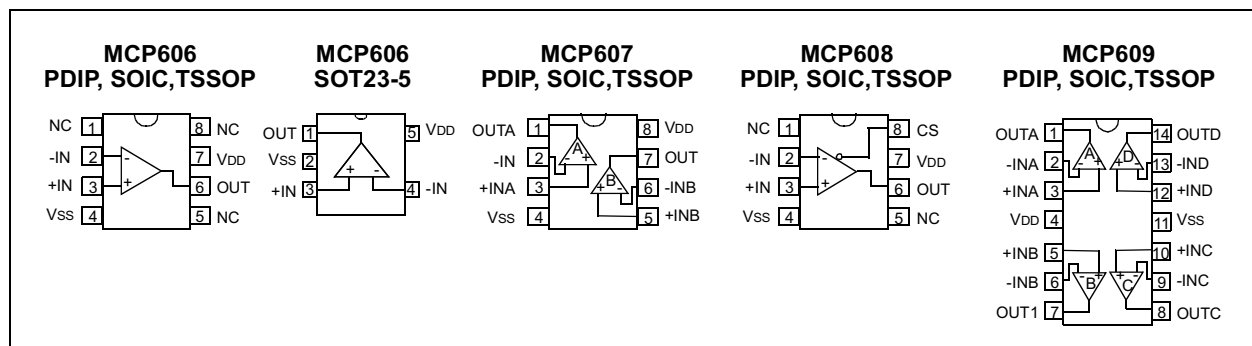 MCP606
PDIP, SOIC,TSSOP
NC 1
-IN 2
+IN 3
VSS 4
8 NC
7 VDD
6 OUT
5 NC
- +
MCP606
SOT23-5
OUT 1
VSS 2
+IN 3
5 VDD
4 -IN
+ -
MCP607
PDIP, SOIC,TSSOP
OUTA 1
-IN 2
+INA 3
VSS 4
8 VDD
7 OUT
6 -INB
5 +INB
A
- +
B
+ -
MCP608
PDIP, SOIC,TSSOP
NC 1
-IN 2
+IN 3
VSS 4
8 CS
7 VDD
6 OUT
5 NC
- +
MCP609
PDIP, SOIC,TSSOP
OUTA 1
-INA 2
+INA 3
VDD 4
+INB 5
-INB 6
OUT1 7
14 OUTD
13 -IND
12 +IND
11 VSS
10 +INC
9 -INC
8 OUTC
A
- +
D
+ -
- +
B
+ -
C